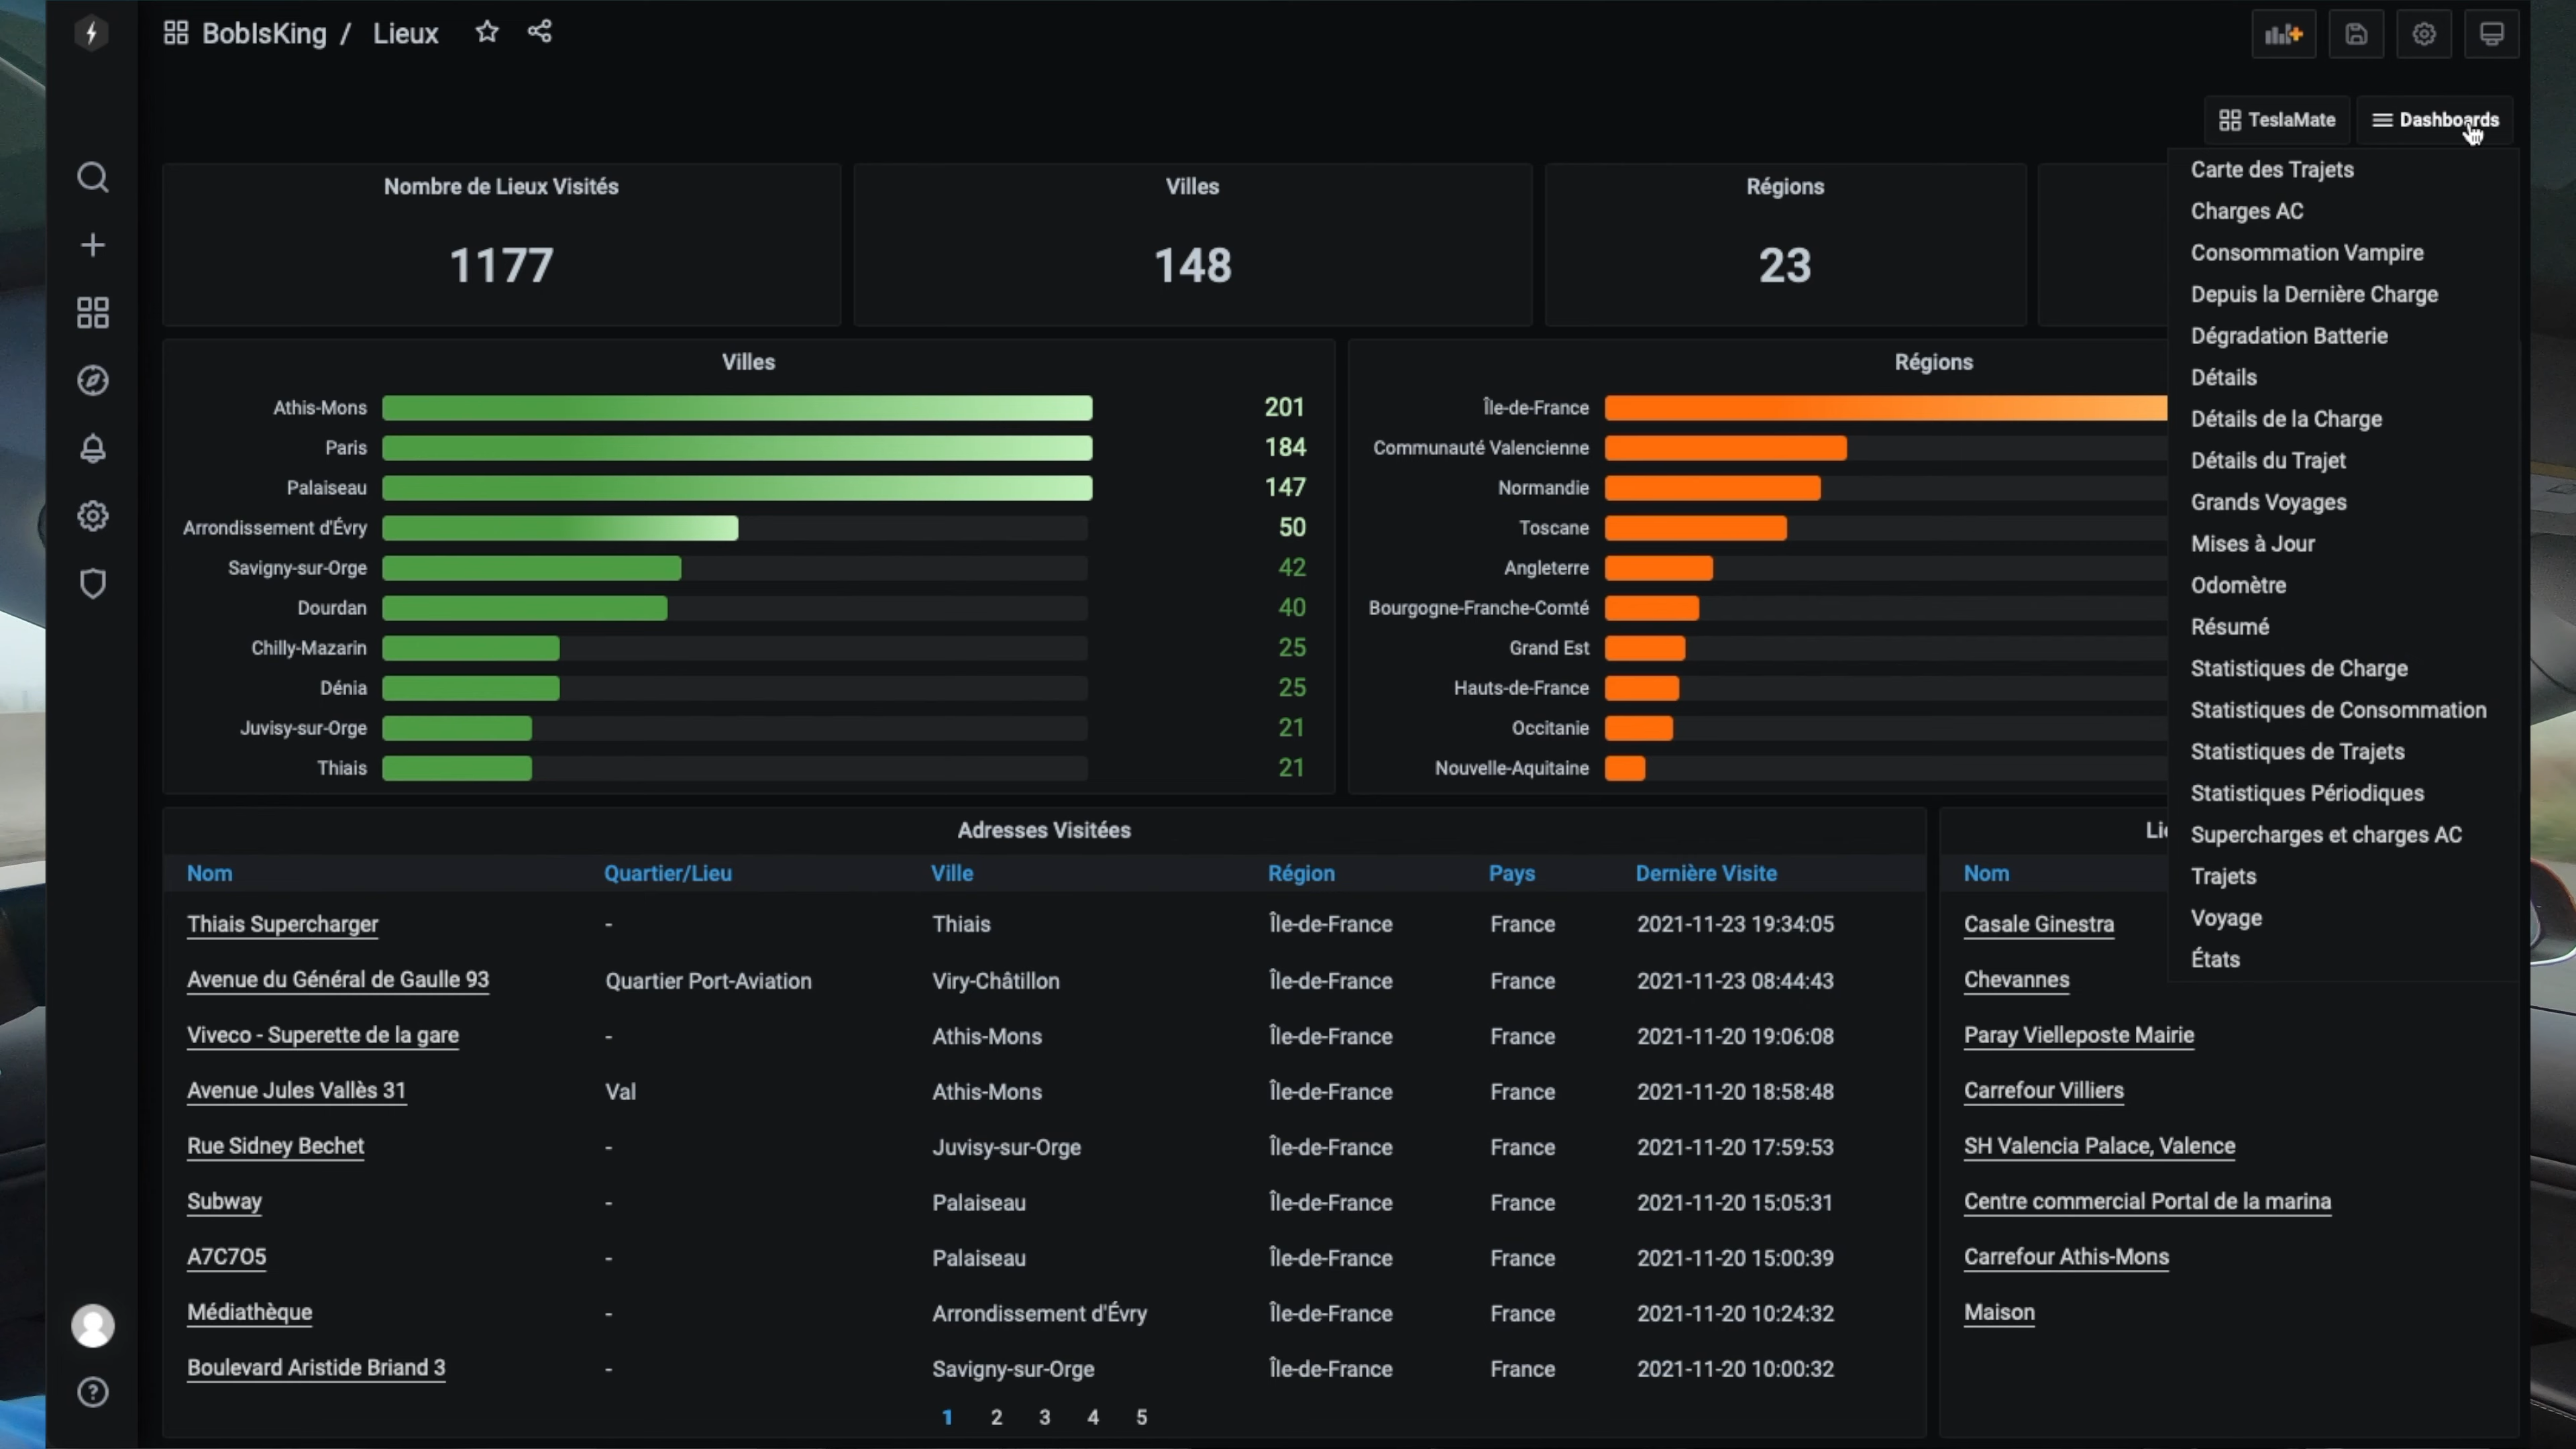 BobIsKing / Lieux
TeslaMate
Dashboards
Nombre de Lieux Visités
1177
Villes
148
Régions
23
Carte des Trajets
Charges AC
Consommation Vampire
Depuis la Dernière Charge
Dégradation Batterie
Détails
Détails de la Charge
Détails du Trajet
Grands Voyages
Mises à Jour
Odomètre
Résumé
Statistiques de Charge
Statistiques de Consommation
Statistiques de Trajets
Statistiques Périodiques
Supercharges et charges AC
Trajets
Voyage
États
Villes
Athis-Mons 201
Paris 184
Palaiseau 147
Arrondissement d'Évry 50
Savigny-sur-Orge 42
Dourdan 40
Chilly-Mazarin 25
Dénia 25
Juvisy-sur-Orge 21
Thiais 21
Régions
Île-de-France
Communauté Valencienne
Normandie
Toscane
Angleterre
Bourgogne-Franche-Comté
Grand Est
Hauts-de-France
Occitanie
Nouvelle-Aquitaine
Adresses Visitées
Nom Quartier/Lieu Ville Région Pays Dernière Visite
Thiais Supercharger - Thiais Île-de-France France 2021-11-23 19:34:05
Avenue du Général de Gaulle 93 Quartier Port-Aviation Viry-Châtillon Île-de-France France 2021-11-23 08:44:43
Viveco - Superette de la gare - Athis-Mons Île-de-France France 2021-11-20 19:06:08
Avenue Jules Vallès 31 Val Athis-Mons Île-de-France France 2021-11-20 18:58:48
Rue Sidney Bechet - Juvisy-sur-Orge Île-de-France France 2021-11-20 17:59:53
Subway - Palaiseau Île-de-France France 2021-11-20 15:05:31
A7C7O5 - Palaiseau Île-de-France France 2021-11-20 15:00:39
Médiathèque - Arrondissement d'Évry Île-de-France France 2021-11-20 10:24:32
Boulevard Aristide Briand 3 - Savigny-sur-Orge Île-de-France France 2021-11-20 10:00:32
1 2 3 4 5
Nom
Casale Ginestra
Chevannes
Paray Vielleposte Mairie
Carrefour Villiers
SH Valencia Palace, Valence
Centre commercial Portal de la marina
Carrefour Athis-Mons
Maison